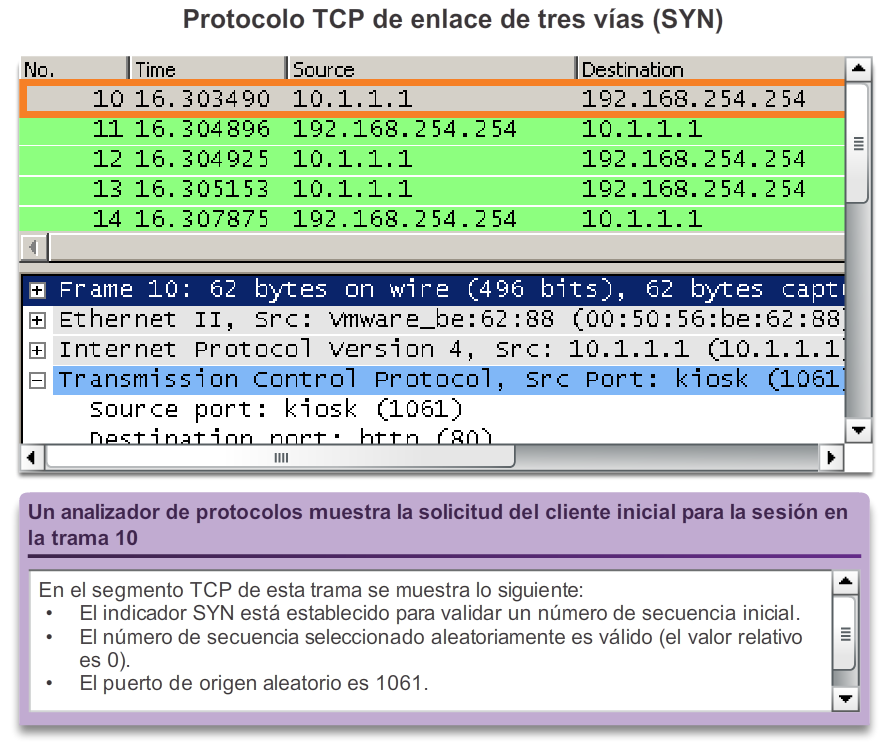 Protocolo TCP de enlace de tres vías (SYN)
No. Time Source Destination
10 16.303490 10.1.1.1 192.168.254.254
11 16.304896 192.168.254.254 10.1.1.1
12 16.304925 10.1.1.1 192.168.254.254
13 16.305153 10.1.1.1 192.168.254.254
14 16.307875 192.168.254.254 10.1.1.1
Frame 10: 62 bytes on wire (496 bits), 62 bytes capt
Ethernet II, Src: Vmware_be:62:88 (00:50:56:be:62:88)
Internet Protocol Version 4, Src: 10.1.1.1 (10.1.1.1)
Transmission Control Protocol, Src Port: kiosk (1061)
Source port: kiosk (1061)
Destination port: http (80)
Un analizador de protocolos muestra la solicitud del cliente inicial para la sesión en
la trama 10
En el segmento TCP de esta trama se muestra lo siguiente:
• El indicador SYN está establecido para validar un número de secuencia inicial.
• El número de secuencia seleccionado aleatoriamente es válido (el valor relativo
es 0).
• El puerto de origen aleatorio es 1061.